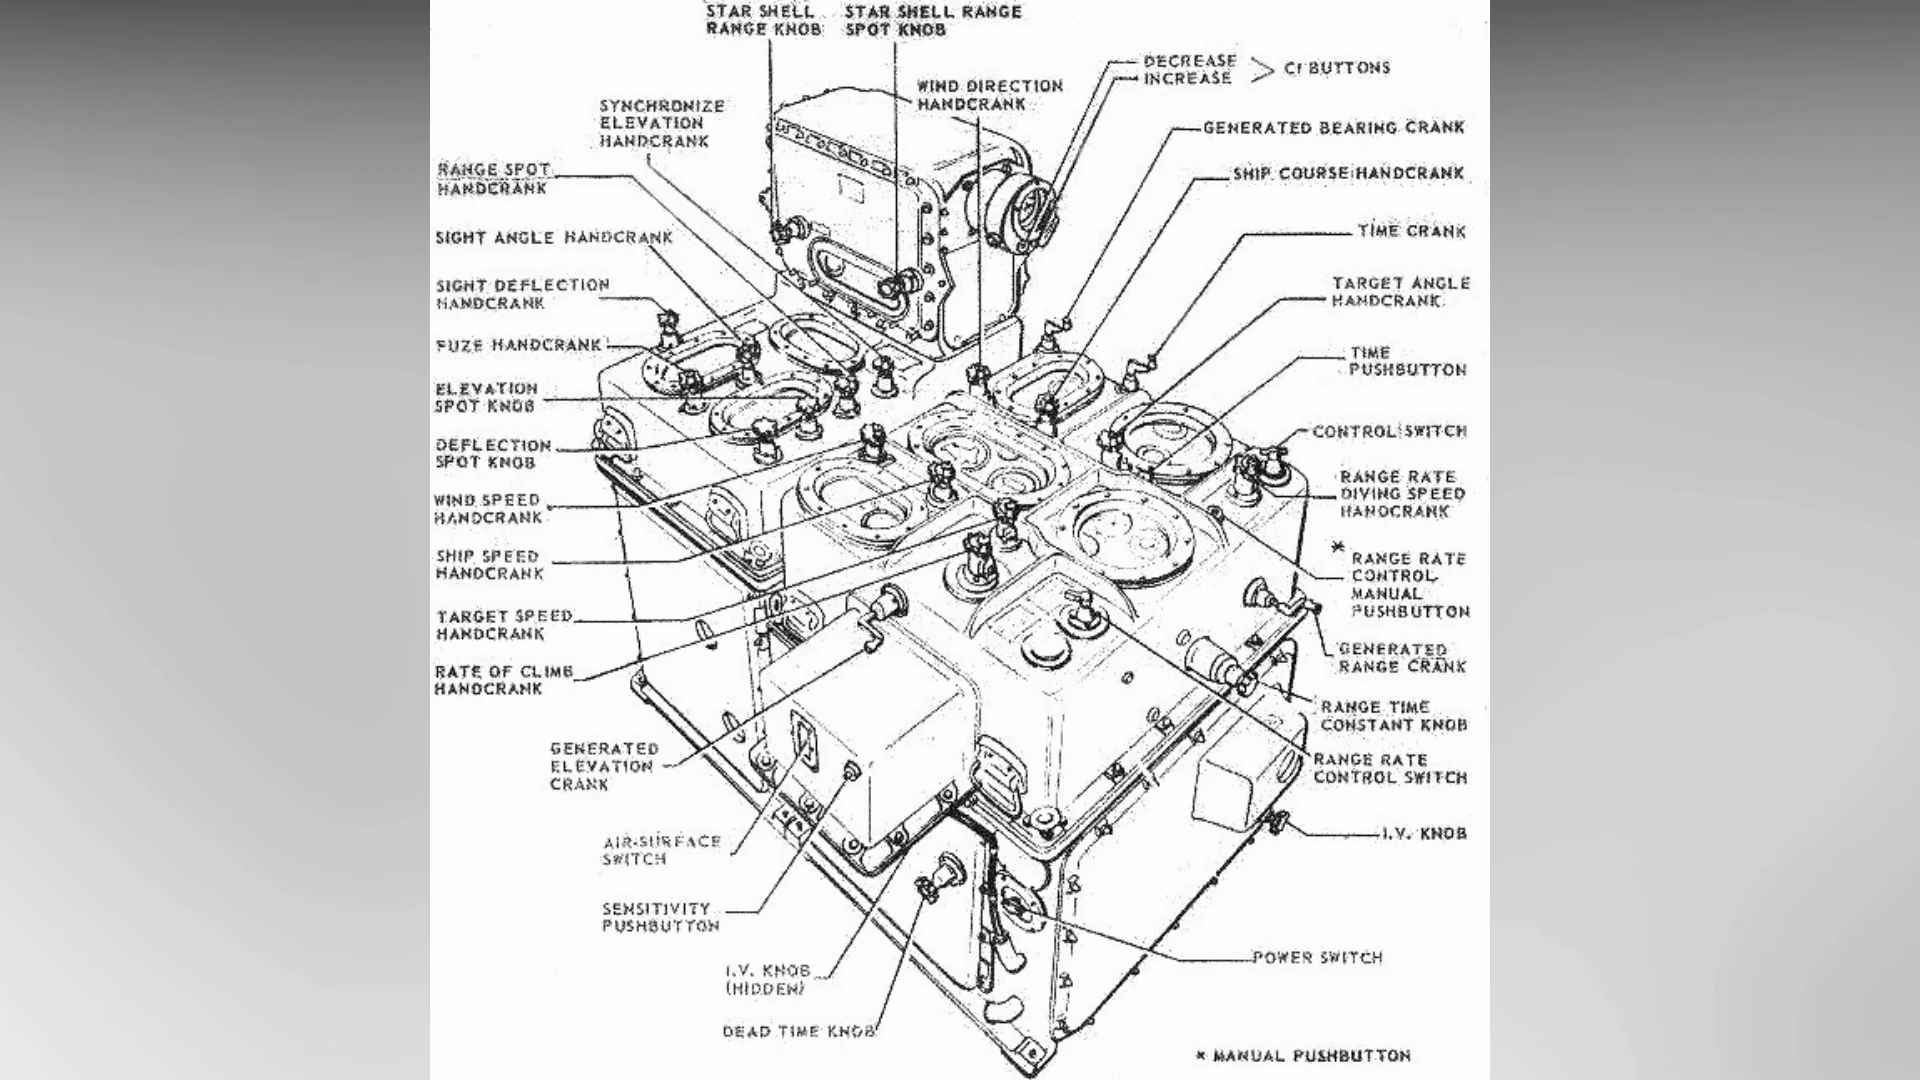 STAR SHELL
RANGE KNOB
STAR SHELL RANGE
SPOT KNOB
DECREASE
INCREASE
Cf BUTTONS
WIND DIRECTION
HANDCRANK
SYNCHRONIZE
ELEVATION
HANDCRANK
GENERATED BEARING CRANK
RANGE SPOT
HANDCRANK
SHIP COURSE HANDCRANK
SIGHT ANGLE HANDCRANK
TIME CRANK
SIGHT DEFLECTION
HANDCRANK
TARGET ANGLE
HANDCRANK
FUZE HANDCRANK
TIME
PUSHBUTTON
ELEVATION
SPOT KNOB
CONTROL SWITCH
DEFLECTION
SPOT KNOB
RANGE RATE
DIVING SPEED
HANDCRANK
WIND SPEED
HANDCRANK
SHIP SPEED
HANDCRANK
* RANGE RATE
CONTROL
MANUAL
PUSHBUTTON
TARGET SPEED
HANDCRANK
GENERATED
RANGE CRANK
RATE OF CLIMB
HANDCRANK
RANGE TIME
CONSTANT KNOB
GENERATED
ELEVATION
CRANK
RANGE RATE
CONTROL SWITCH
AIR-SURFACE
SWITCH
I.V. KNOB
SENSITIVITY
PUSHBUTTON
POWER SWITCH
I.V. KNOB
(HIDDEN)
DEAD TIME KNOB
* MANUAL PUSHBUTTON